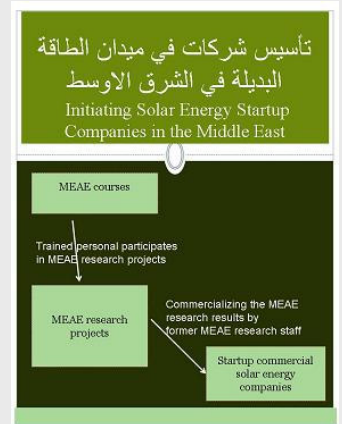 تأسيس شركات في ميدان الطاقة
البديلة في الشرق الاوسط
Initiating Solar Energy Startup
Companies in the Middle East
MEAE courses
Trained personal participates
in MEAE research projects
MEAE research
projects
Commercializing the MEAE
research results by
former MEAE research staff
Startup commercial
solar energy
companies